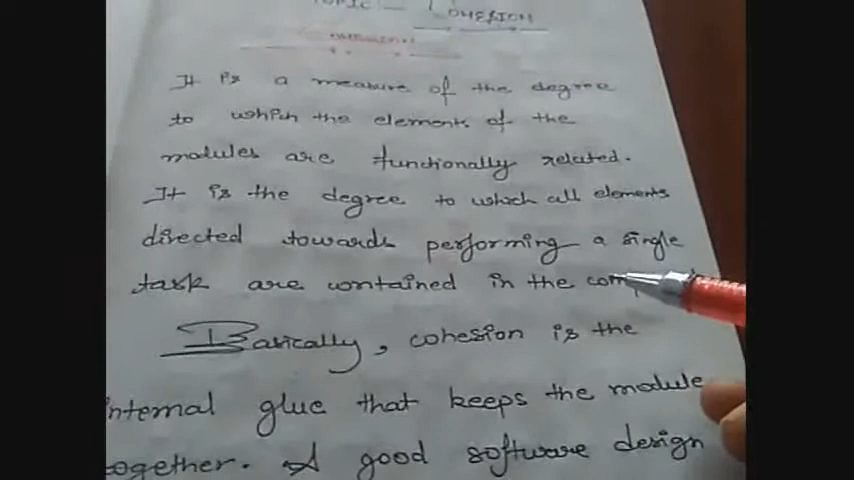 TOPIC :- COHESION
It is a measure of the degree
to which the elements of the
modules are functionally related.
It is the degree to which all elements
directed towards performing a single
task are contained in the
Basically, cohesion is the
internal glue that keeps the module
together. A good software design